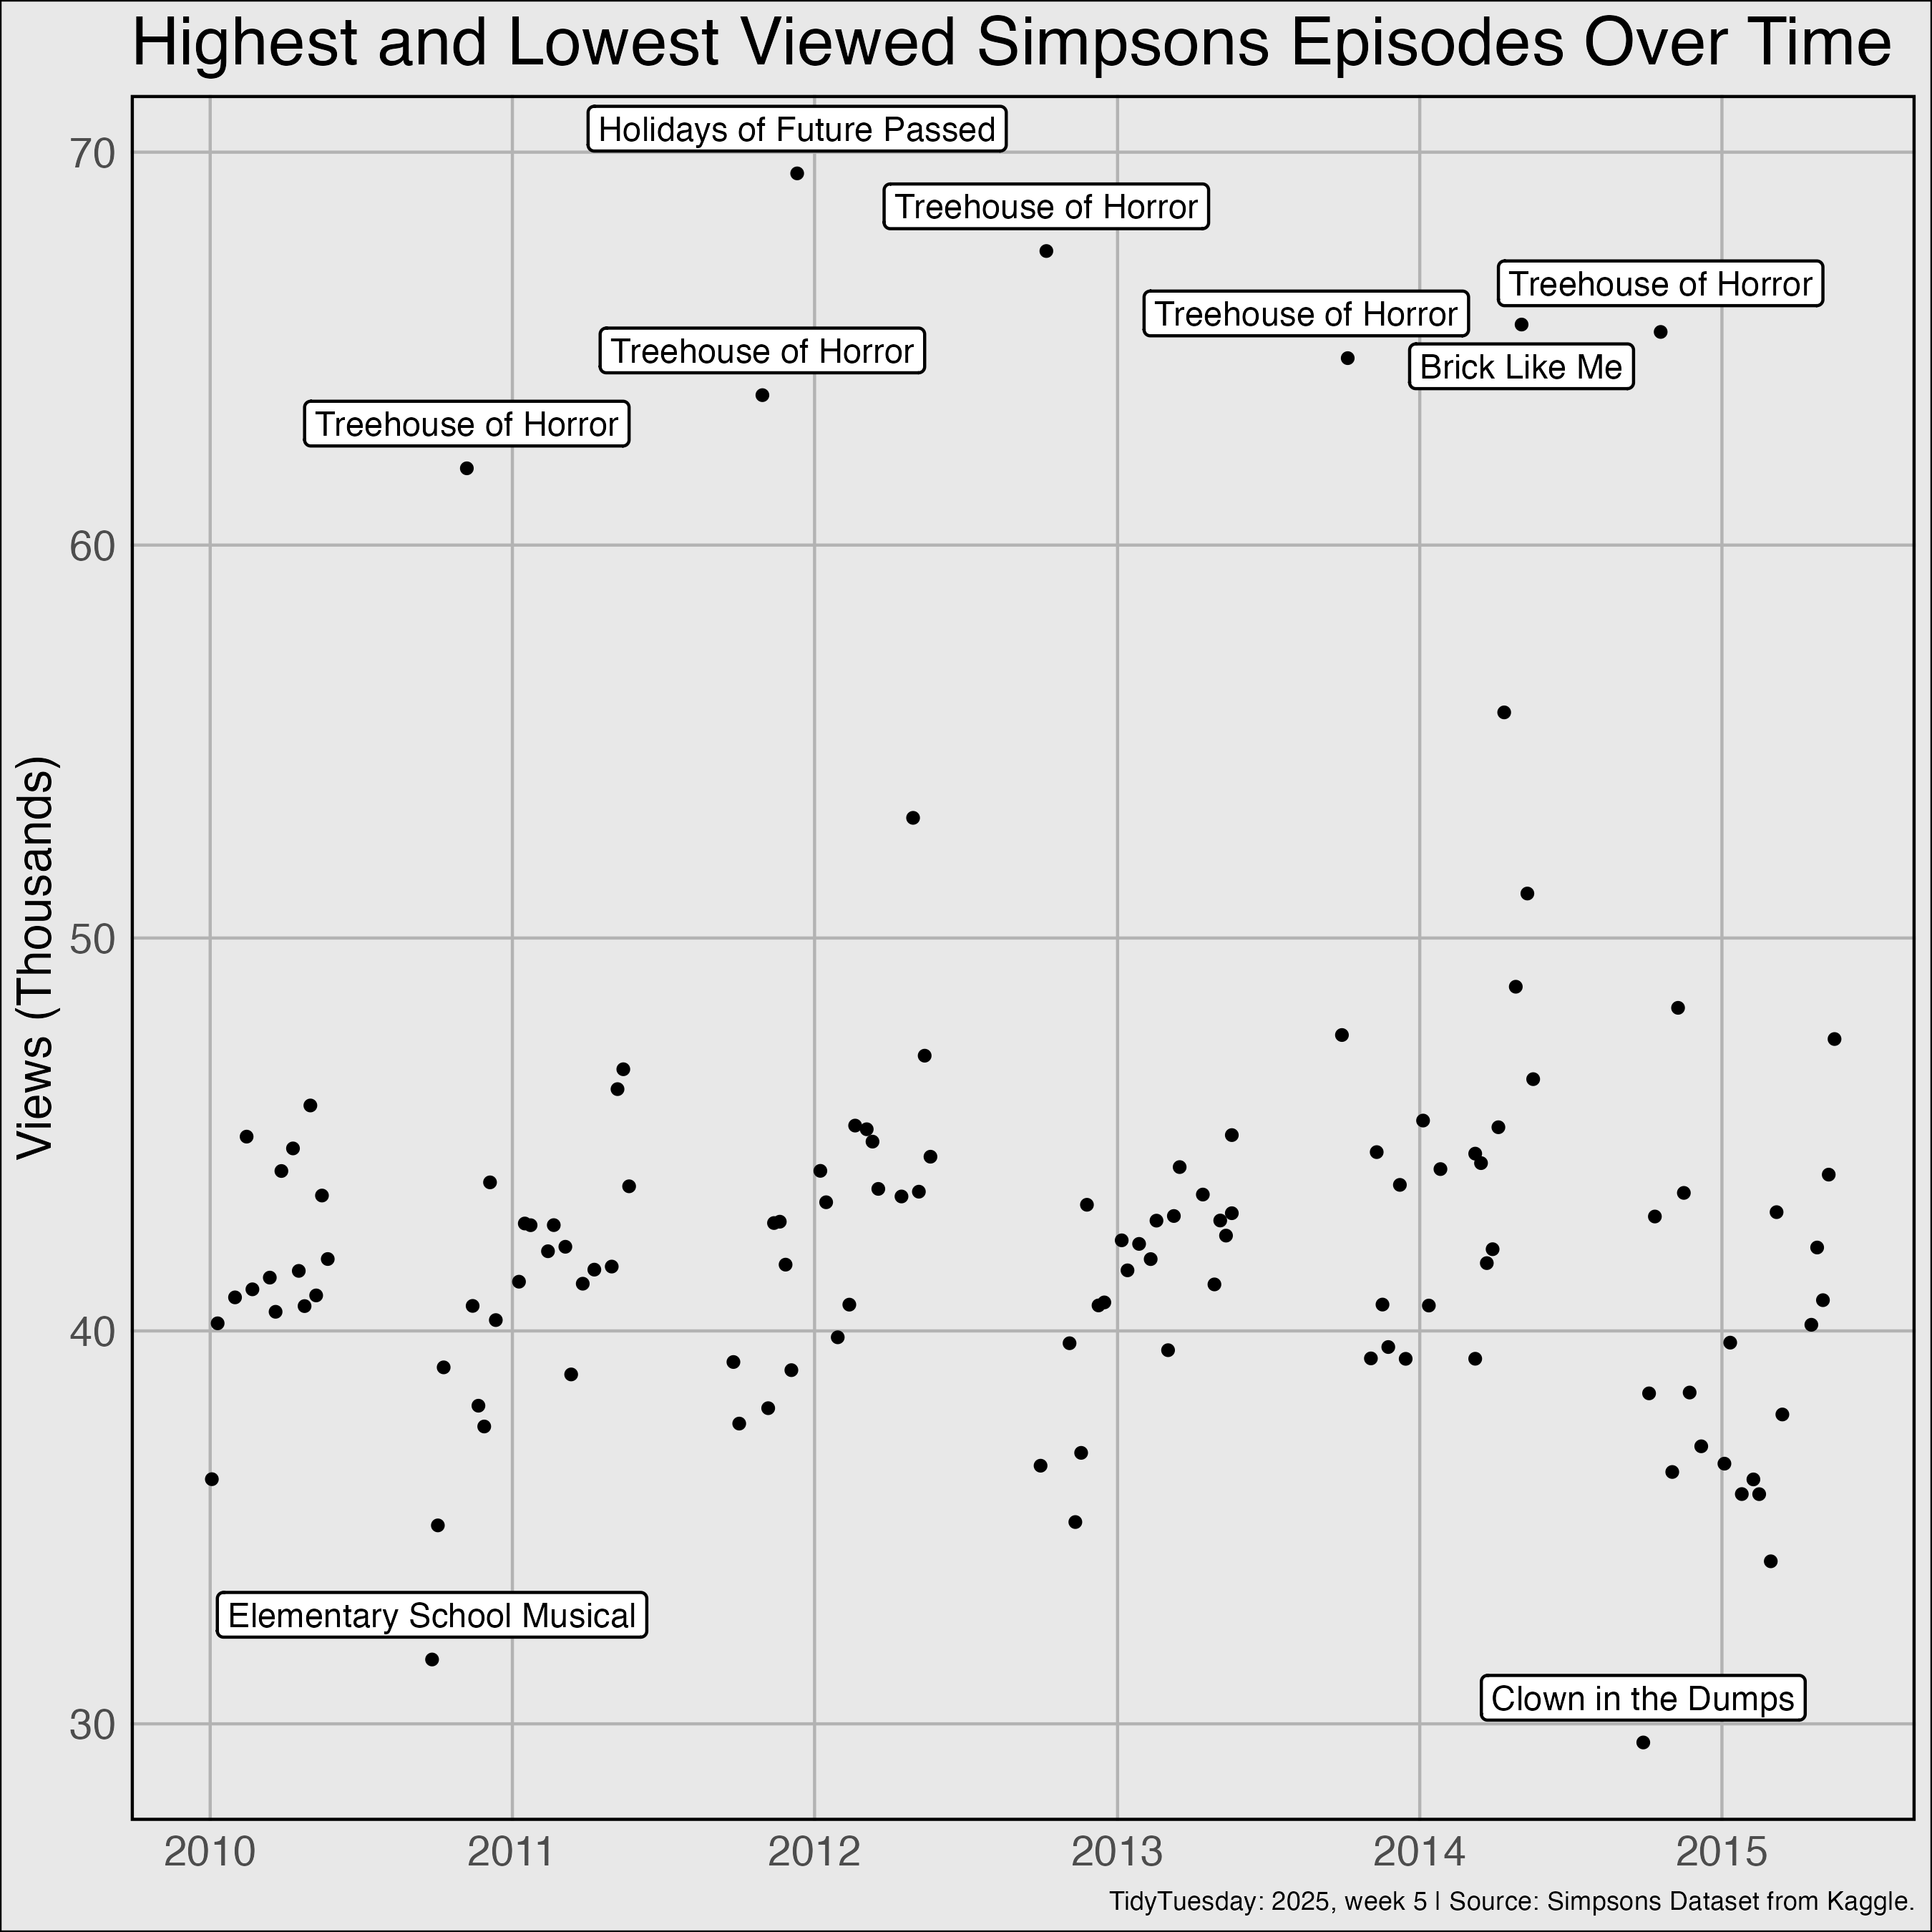 Highest and Lowest Viewed Simpsons Episodes Over Time
Views (Thousands)
70
60
50
40
30
Holidays of Future Passed
Treehouse of Horror
Treehouse of Horror
Treehouse of Horror
Treehouse of Horror
Brick Like Me
Treehouse of Horror
Elementary School Musical
Clown in the Dumps
2010
2011
2012
2013
2014
2015
TidyTuesday: 2025, week 5 | Source: Simpsons Dataset from Kaggle.